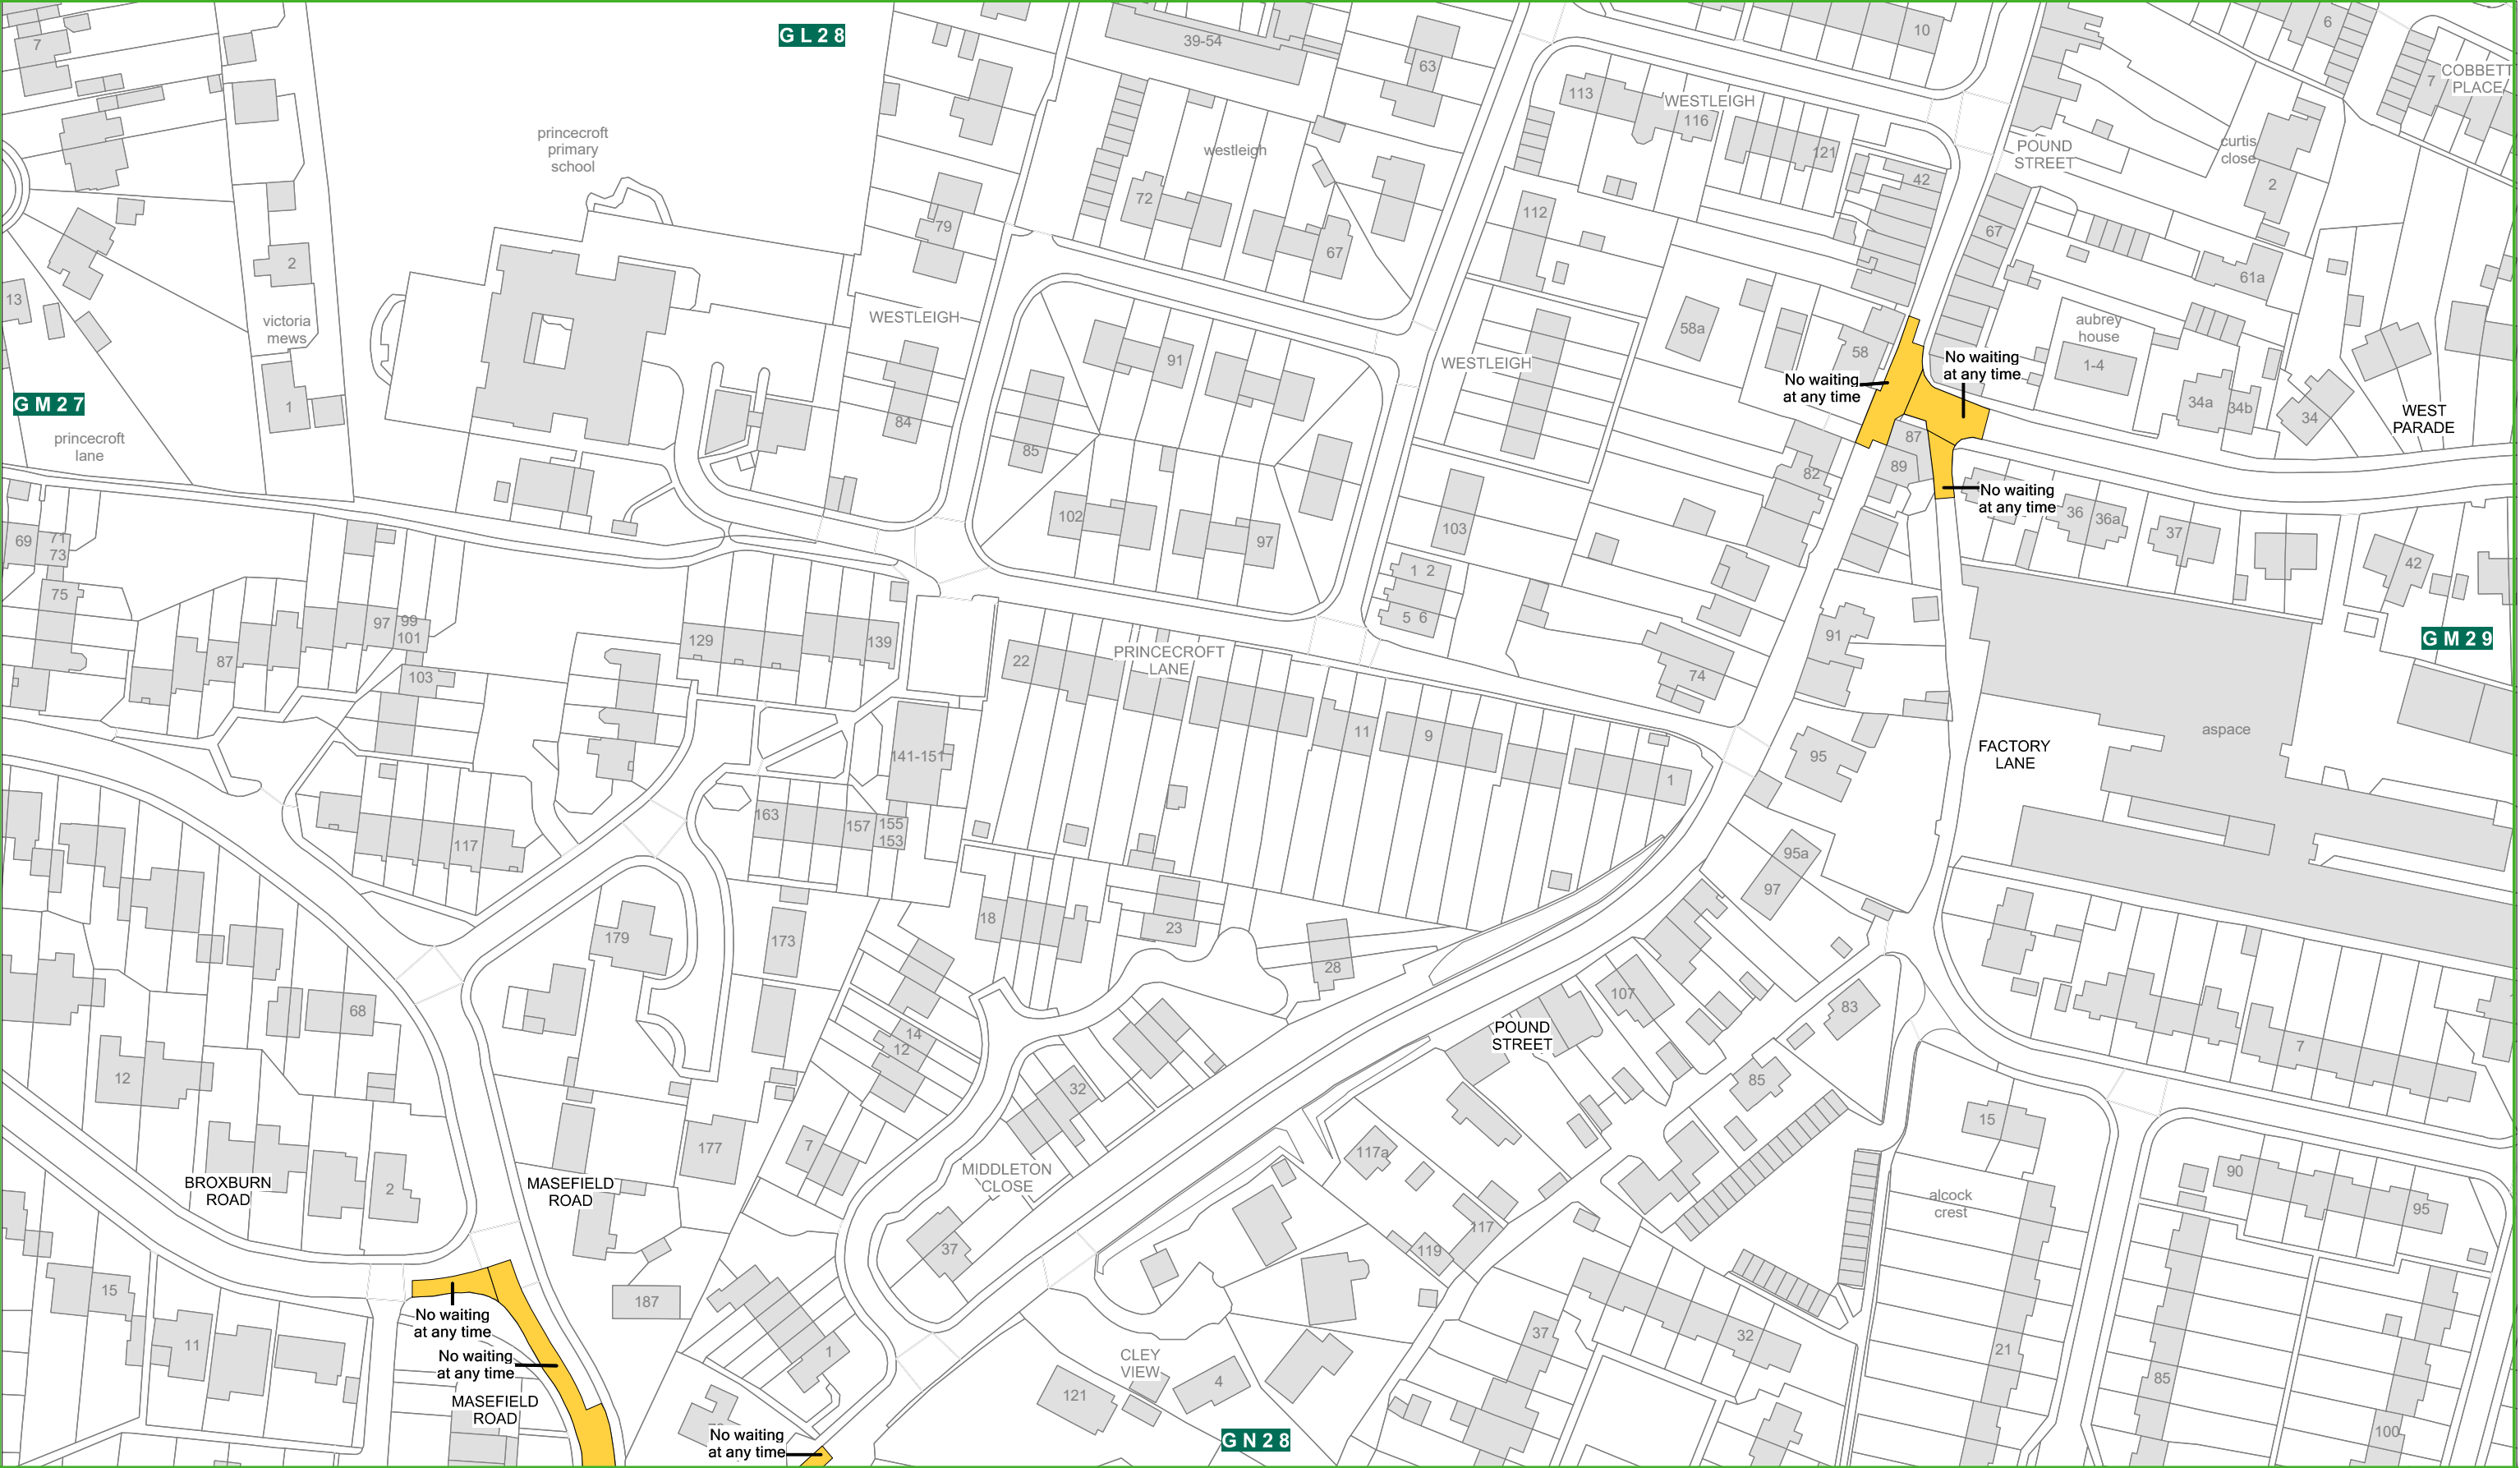 GL28
GM27
GM29
GN28
7
39-54
63
10
6
7
COBBETT
PLACE
princecroft
primary
school
113
WESTLEIGH
116
121
42
POUND
STREET
curtis
close
2
westleigh
72
67
79
112
67
61a
2
13
victoria
mews
1
WESTLEIGH
84
91
85
102
97
WESTLEIGH
58a
58
No waiting
at any time
No waiting
at any time
aubrey
house
1-4
34a
34b
34
WEST
PARADE
princecroft
lane
82
87
89
No waiting
at any time
36
36a
37
42
103
1 2
5 6
69
71
73
75
97
99
101
87
103
129
139
22
PRINCECROFT
LANE
11
9
1
74
91
95
FACTORY
LANE
aspace
141-151
163
157
155
153
117
95a
97
18
23
28
179
173
68
12
14
12
107
POUND
STREET
83
85
7
15
32
7
177
117a
117
119
90
95
BROXBURN
ROAD
2
MASEFIELD
ROAD
MIDDLETON
CLOSE
37
alcock
crest
15
11
187
No waiting
at any time
No waiting
at any time
MASEFIELD
ROAD
1
No waiting
at any time
CLEY
VIEW
121
4
37
32
21
85
100